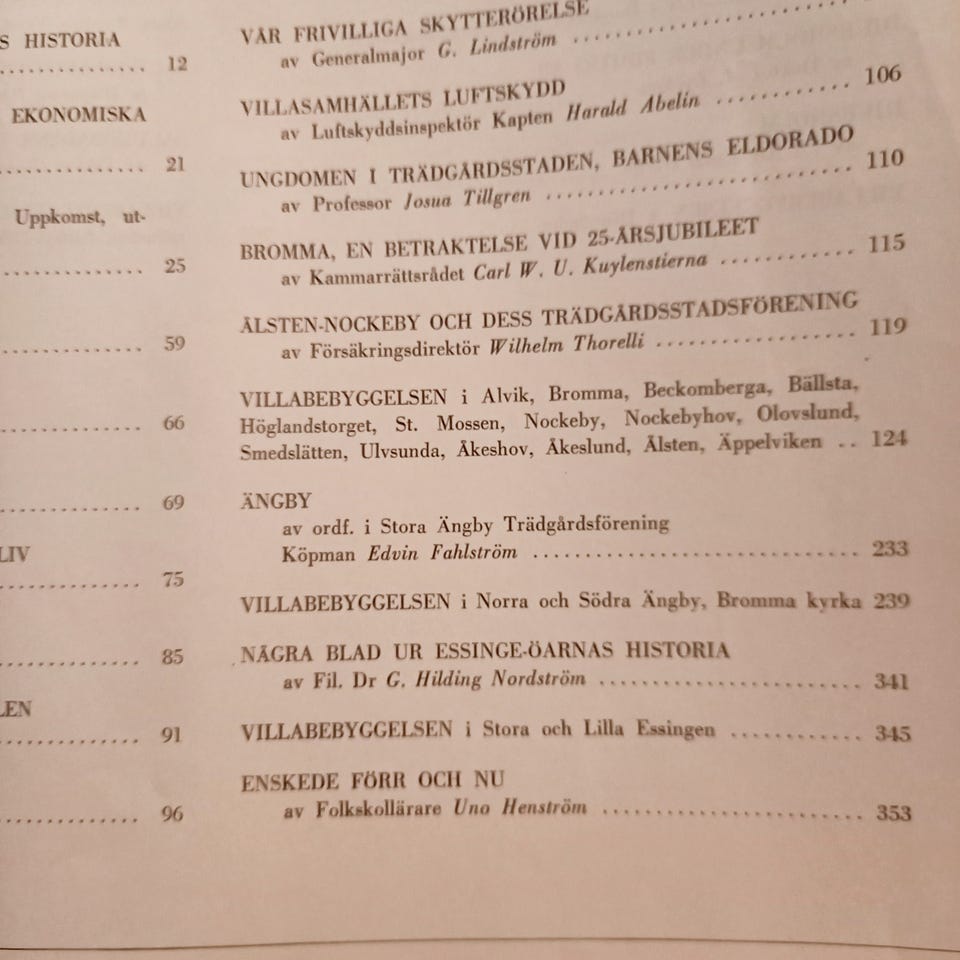 S HISTORIA
............... 12
EKONOMISKA
............... 21
Uppkomst, ut-
............... 25
............... 59
............... 66
............... 69
LIV
............... 75
............... 85
LEN
............... 91
............... 96
VÅR FRIVILLIGA SKYTTERÖRELSE
av Generalmajor G. Lindström ....................
VILLASAMHÄLLETS LUFTSKYDD
av Luftskyddsinspektör Kapten Harald Abelin ............ 106
UNGDOMEN I TRÄDGÅRDSSTADEN, BARNENS ELDORADO
av Professor Josua Tillgren ........................... 110
BROMMA, EN BETRAKTELSE VID 25-ÅRSJUBILEET
av Kammarrättsrådet Carl W. U. Kuylenstierna ............ 115
ÅLSTEN-NOCKEBY OCH DESS TRÄDGÅRDSSTADSFÖRENING
av Försäkringsdirektör Wilhelm Thorelli .................. 119
VILLABEBYGGELSEN i Alvik, Bromma, Beckomberga, Bällsta,
Höglandstorget, St. Mossen, Nockeby, Nockebyhov, Olovslund,
Smedslätten, Ulvsunda, Åkeshov, Åkeslund, Ålsten, Äppelviken .. 124
ÄNGBY
av ordf. i Stora Ängby Trädgårdsförening
Köpman Edvin Fahlström ............................. 233
VILLABEBYGGELSEN i Norra och Södra Ängby, Bromma kyrka 239
NÅGRA BLAD UR ESSINGE-ÖARNAS HISTORIA
av Fil. Dr G. Hilding Nordström ....................... 341
VILLABEBYGGELSEN i Stora och Lilla Essingen ............ 345
ENSKEDE FÖRR OCH NU
av Folkskollärare Uno Henström ....................... 353